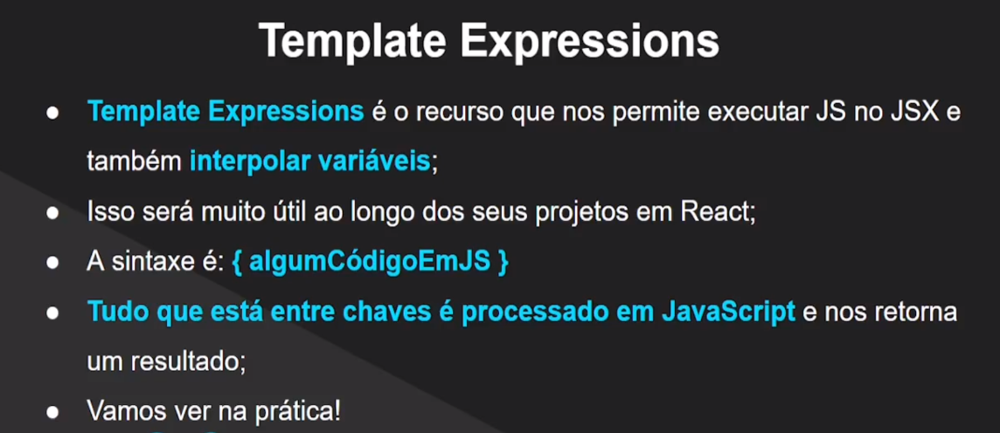 Template Expressions
● Template Expressions é o recurso que nos permite executar JS no JSX e
também interpolar variáveis;
● Isso será muito útil ao longo dos seus projetos em React;
● A sintaxe é: { algumCódigoEmJS }
● Tudo que está entre chaves é processado em JavaScript e nos retorna
um resultado;
● Vamos ver na prática!